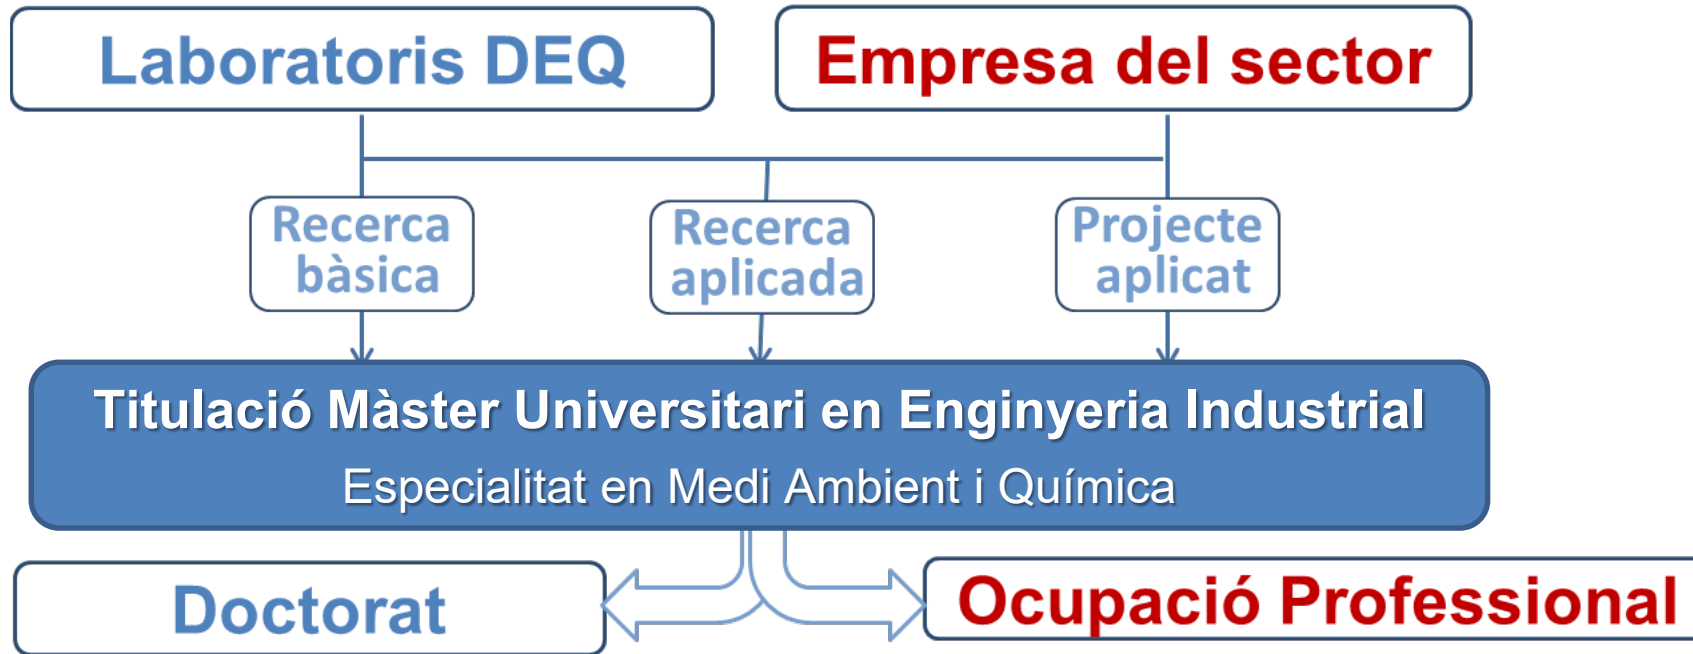 Laboratoris DEQ
Empresa del sector
Recerca
bàsica
Recerca
aplicada
Projecte
aplicat
Titulació Màster Universitari en Enginyeria Industrial
Especialitat en Medi Ambient i Química
Doctorat
Ocupació Professional